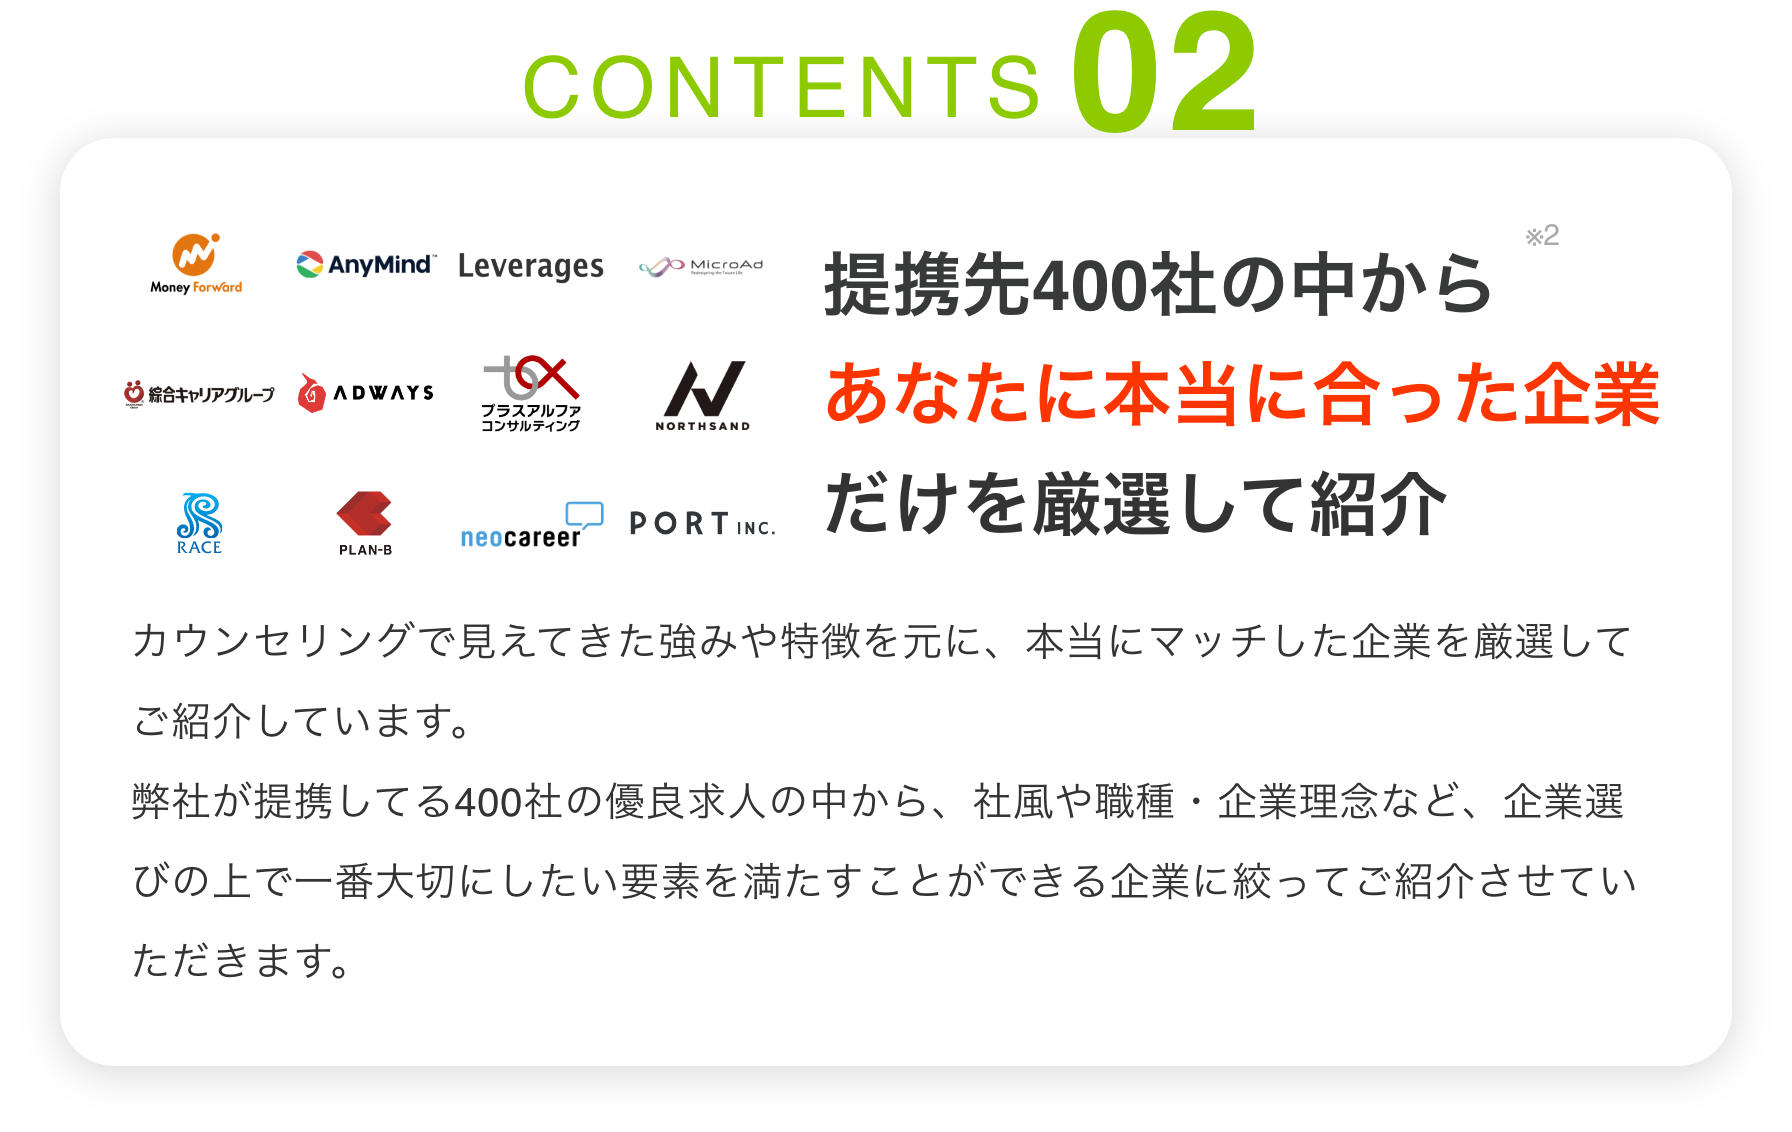 CONTENTS 02
Money Forward
AnyMind™
Leverages
MicroAd
Redesigning the Future Life
綜合キャリアグループ
ADWAYS
プラスアルファ
コンサルティング
NORTHSAND
RACE
PLAN-B
neocareer
PORT INC.
提携先400社の中から ※2
あなたに本当に合った企業
だけを厳選して紹介
カウンセリングで見えてきた強みや特徴を元に、本当にマッチした企業を厳選して
ご紹介しています。
弊社が提携してる400社の優良求人の中から、社風や職種・企業理念など、企業選
びの上で一番大切にしたい要素を満たすことができる企業に絞ってご紹介させてい
ただきます。